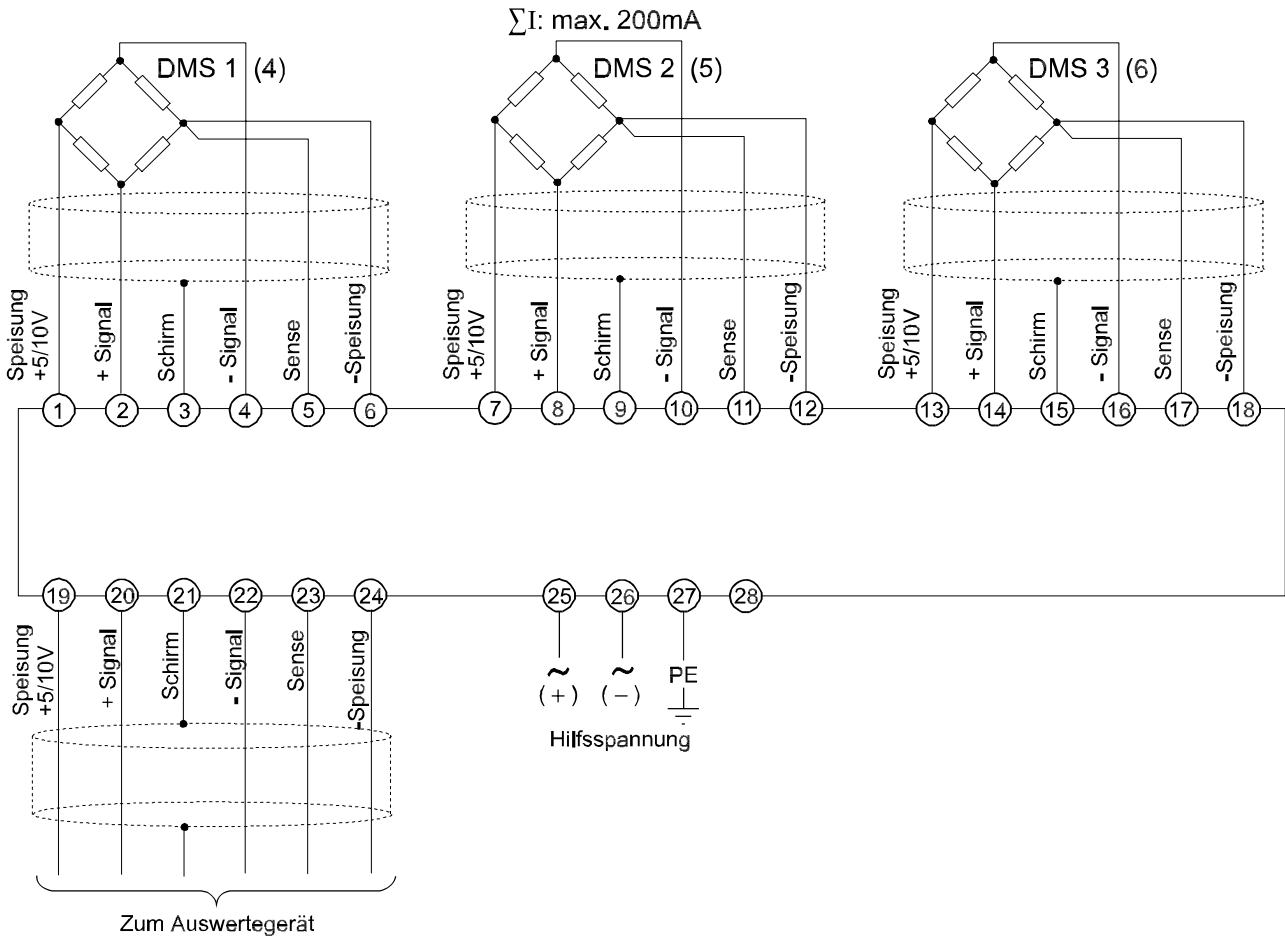 ∑I: max. 200mA
DMS 1 (4)
DMS 2 (5)
DMS 3 (6)
Speisung
+5/10V
+ Signal
Schirm
- Signal
Sense
-Speisung
Speisung
+5/10V
+ Signal
Schirm
- Signal
Sense
-Speisung
Speisung
+5/10V
+ Signal
Schirm
- Signal
Sense
-Speisung
1 2 3 4 5 6 7 8 9 10 11 12 13 14 15 16 17 18
19 20 21 22 23 24 25 26 27 28
Speisung
+5/10V
+ Signal
Schirm
- Signal
Sense
-Speisung
~ ~ PE
(+) (-)
Hilfsspannung
Zum Auswertegerät